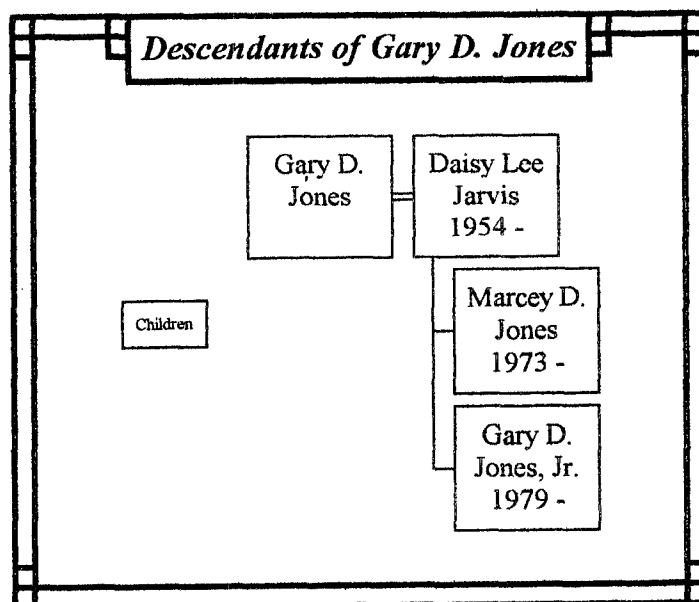 Descendants of Gary D. Jones
Gary D.
Jones
Daisy Lee
Jarvis
1954 -
Children
Marcey D.
Jones
1973 -
Gary D.
Jones, Jr.
1979 -